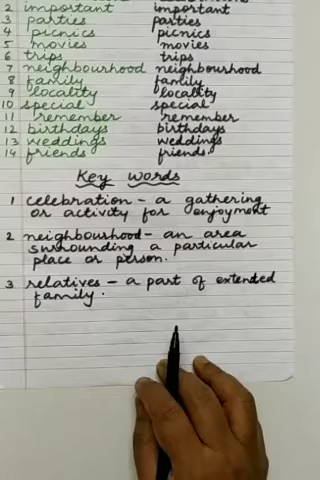 2 important important
3 parties parties
4 picnics picnics
5 movies movies
6 trips trips
7 neighbourhood neighbourhood
8 family family
9 locality locality
10 special special
11 remember remember
12 birthdays birthdays
13 weddings weddings
14 friends friends.
Key words
1 celebration - a gathering
or activity for enjoyment
2 neighbourhood - an area
surrounding a particular
place or person.
3 relatives - a part of extended
family.